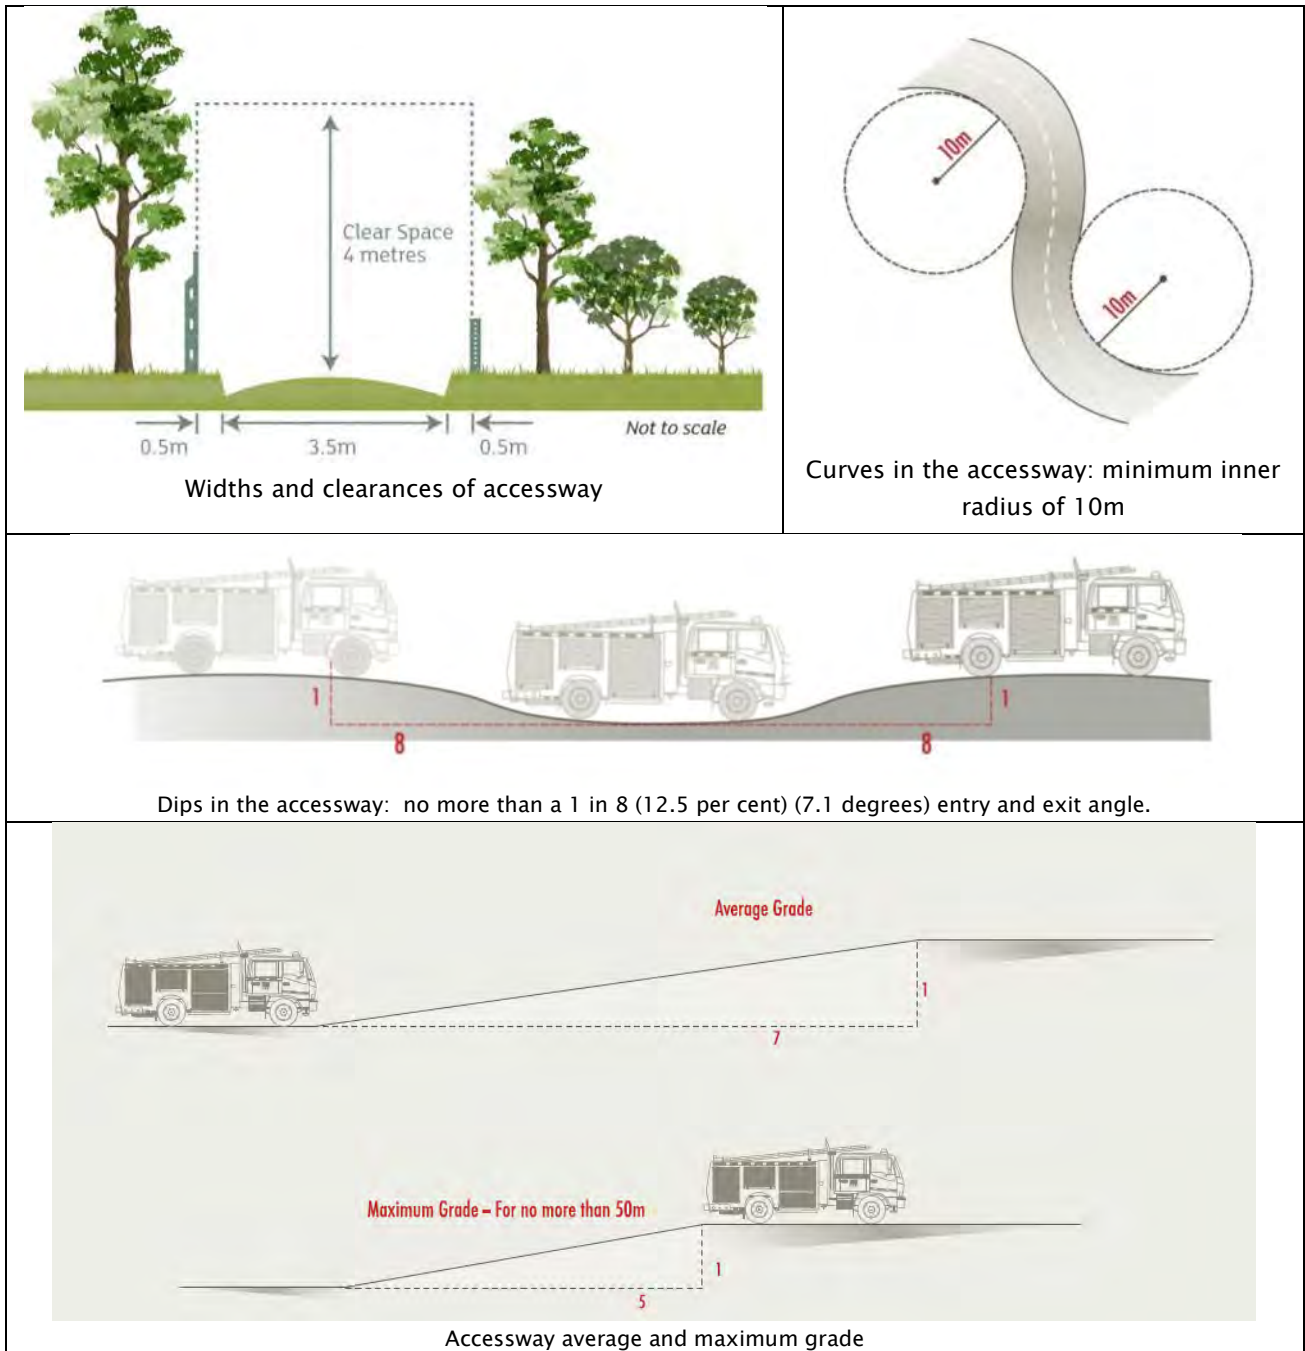 Clear Space
4 metres
0.5m
3.5m
0.5m
Not to scale
Widths and clearances of accessway
10m
10m
Curves in the accessway: minimum inner
radius of 10m
1
8
8
1
Dips in the accessway: no more than a 1 in 8 (12.5 per cent) (7.1 degrees) entry and exit angle.
Average Grade
1
7
Maximum Grade – For no more than 50m
1
5
Accessway average and maximum grade